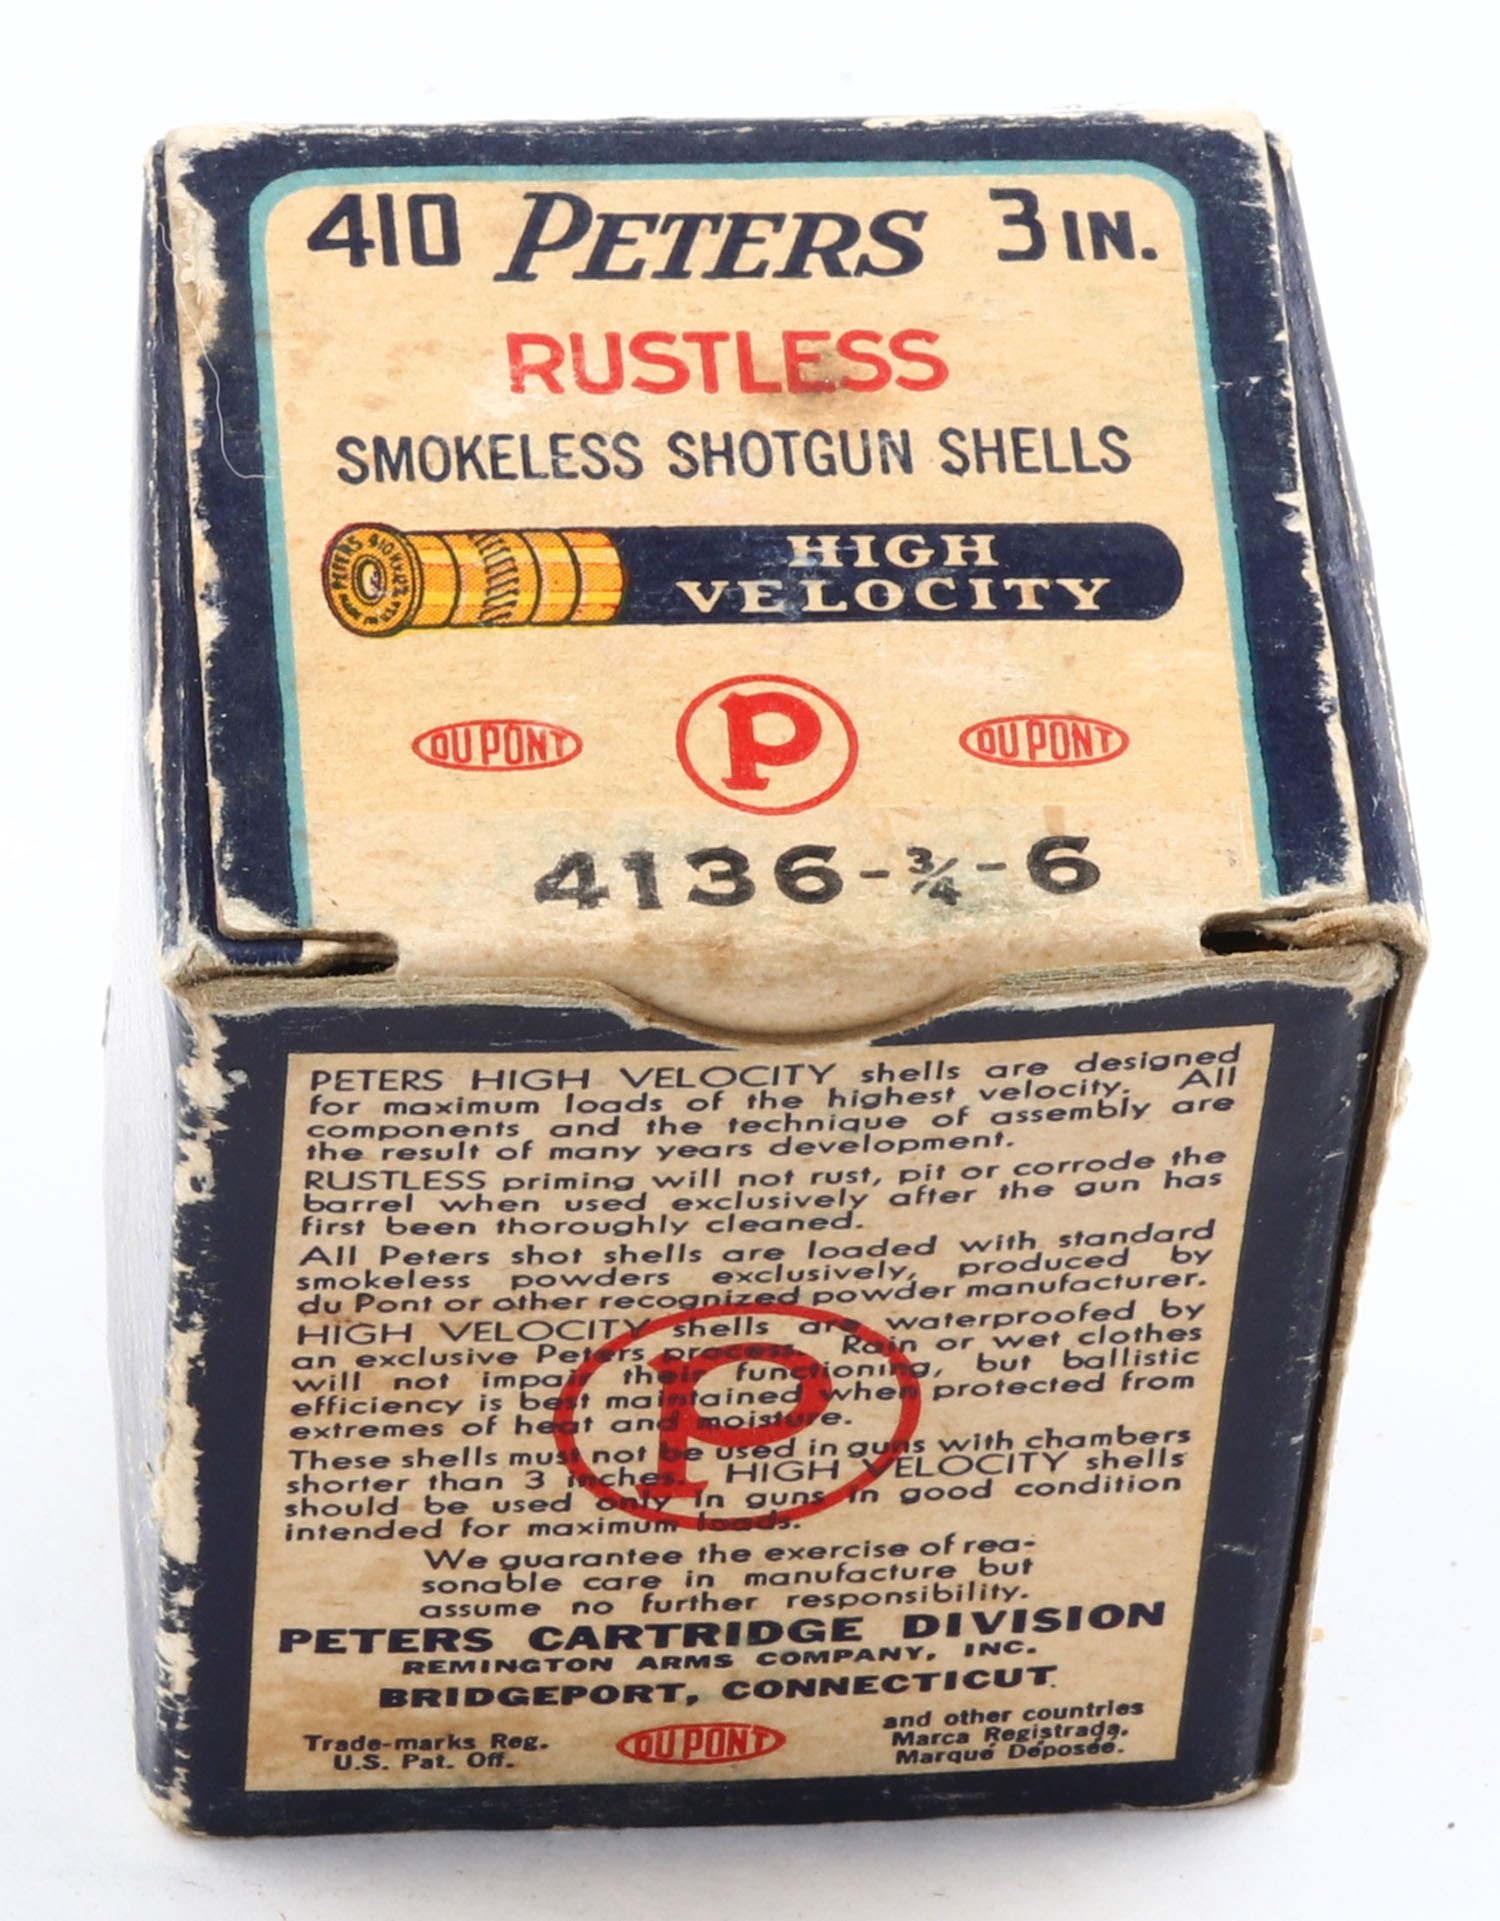 410 PETERS 3 IN.
RUSTLESS
SMOKELESS SHOTGUN SHELLS
PETERS 410
HIGH
VELOCITY
DU PONT P DU PONT
4136-¾-6
PETERS HIGH VELOCITY shells are designed
for maximum loads of the highest velocity. All
components and the technique of assembly are
the result of many years development.
RUSTLESS priming will not rust, pit or corrode the
barrel when used exclusively after the gun has
first been thoroughly cleaned.
All Peters shot shells are loaded with standard
smokeless powders exclusively, produced by
du Pont or other recognized powder manufacturer.
HIGH VELOCITY shells are waterproofed by
an exclusive Peters process. Rain or wet clothes
will not impair their functioning, but ballistic
efficiency is best maintained when protected from
extremes of heat and moisture.
These shells must not be used in guns with chambers
shorter than 3 inches. HIGH VELOCITY shells
should be used only in guns in good condition
intended for maximum loads.
P
We guarantee the exercise of rea-
sonable care in manufacture but
assume no further responsibility.
PETERS CARTRIDGE DIVISION
REMINGTON ARMS COMPANY, INC.
BRIDGEPORT, CONNECTICUT.
Trade-marks Reg.
U.S. Pat. Off.
DU PONT
and other countries
Marca Registrada.
Marque Déposée.